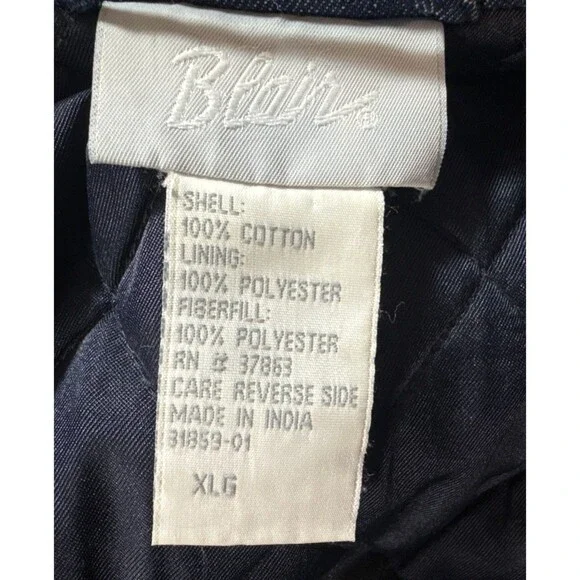 Blair®
SHELL:
100% COTTON
LINING:
100% POLYESTER
FIBERFILL:
100% POLYESTER
RN # 37863
CARE REVERSE SIDE
MADE IN INDIA
31859-01
XLG